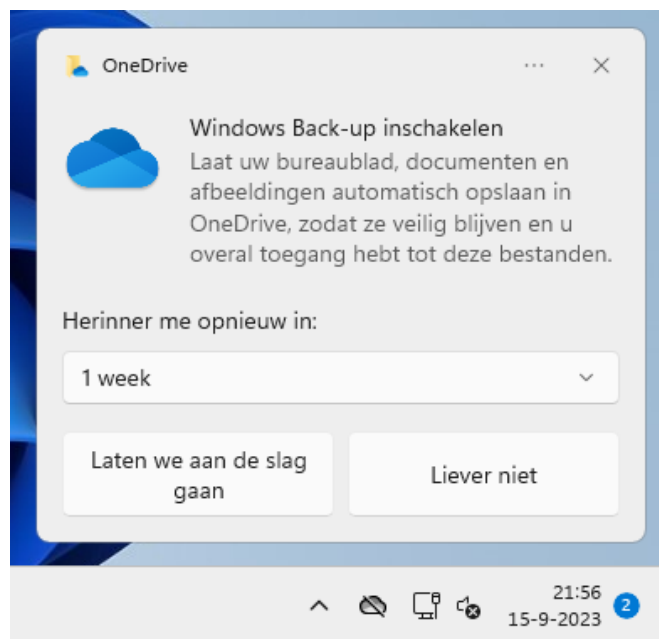 OneDrive
Windows Back-up inschakelen
Laat uw bureaublad, documenten en
afbeeldingen automatisch opslaan in
OneDrive, zodat ze veilig blijven en u
overal toegang hebt tot deze bestanden.
Herinner me opnieuw in:
1 week
Laten we aan de slag
gaan
Liever niet
21:56
15-9-2023
2